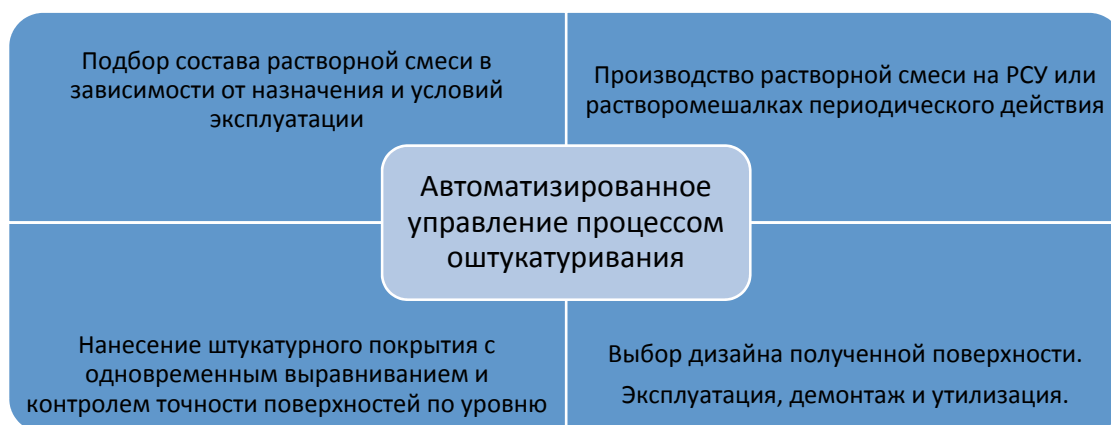 Подбор состава растворной смеси в
зависимости от назначения и условий
эксплуатации
Производство растворной смеси на РСУ или
растворомешалках периодического действия
Автоматизированное
управление процессом
оштукатуривания
Нанесение штукатурного покрытия с
одновременным выравниванием и
контролем точности поверхностей по уровню
Выбор дизайна полученной поверхности.
Эксплуатация, демонтаж и утилизация.